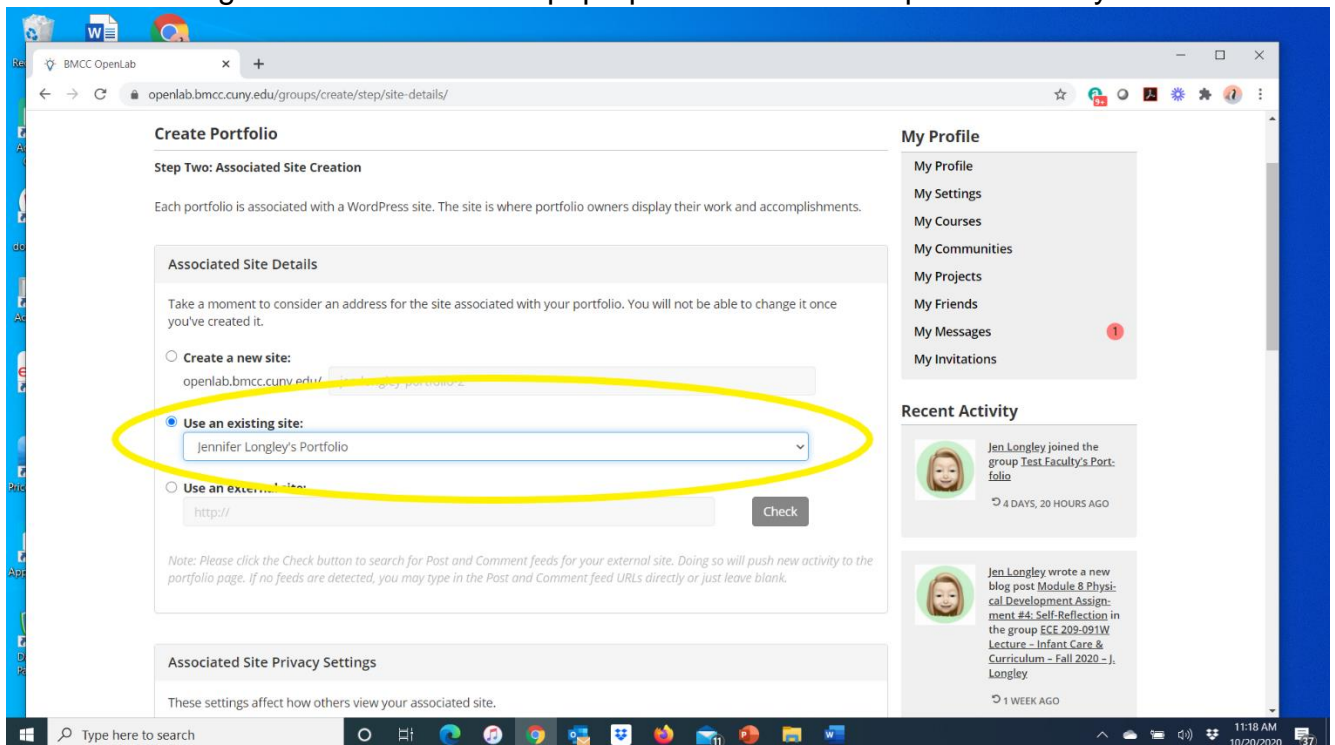 BMCC OpenLab
openlab.bmcc.cuny.edu/groups/create/step/site-details/
Create Portfolio
Step Two: Associated Site Creation
Each portfolio is associated with a WordPress site. The site is where portfolio owners display their work and accomplishments.
Associated Site Details
Take a moment to consider an address for the site associated with your portfolio. You will not be able to change it once
you've created it.
Create a new site:
openlab.bmcc.cuny.edu/
Use an existing site:
Jennifer Longley's Portfolio
Use an external site:
http://
Check
Note: Please click the Check button to search for Post and Comment feeds for your external site. Doing so will push new activity to the
portfolio page. If no feeds are detected, you may type in the Post and Comment feed URLs directly or just leave blank.
Associated Site Privacy Settings
These settings affect how others view your associated site.
My Profile
My Profile
My Settings
My Courses
My Communities
My Projects
My Friends
My Messages 1
My Invitations
Recent Activity
Jen Longley joined the
group Test Faculty's Port-
folio
4 DAYS, 20 HOURS AGO
Jen Longley wrote a new
blog post Module 8 Physi-
cal Development Assign-
ment #4: Self-Reflection in
the group ECE 209-091W
Lecture – Infant Care &
Curriculum – Fall 2020 – J.
Longley
1 WEEK AGO
Type here to search
11:18 AM
10/20/2020
37